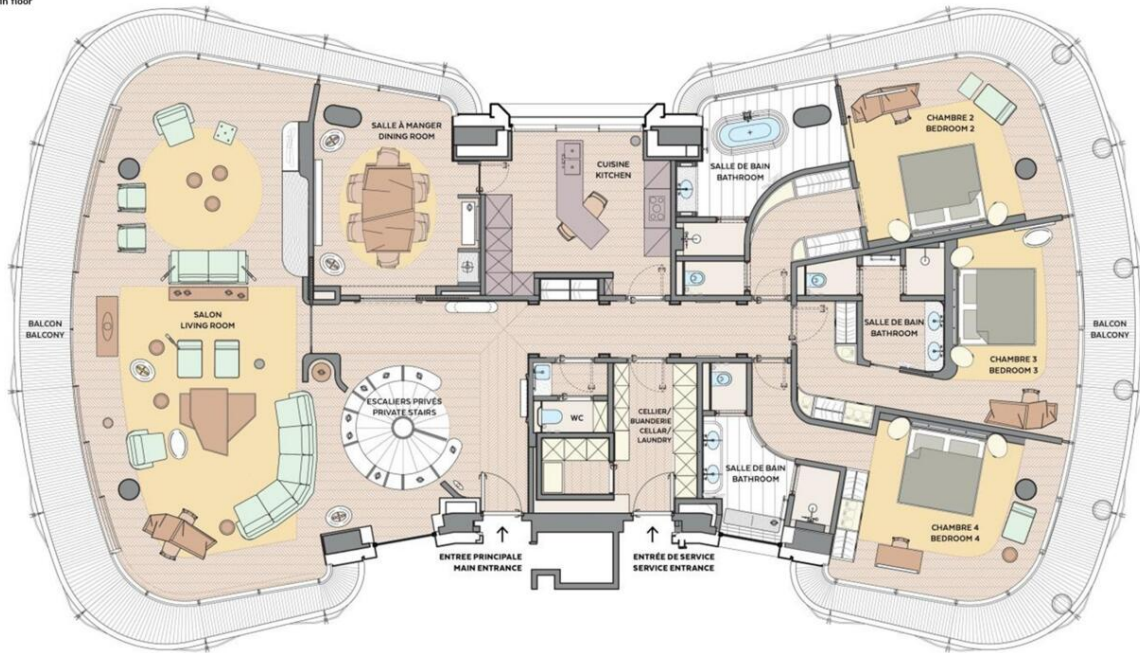 in floor
SALLE À MANGER
DINING ROOM
CUISINE
KITCHEN
SALLE DE BAIN
BATHROOM
CHAMBRE 2
BEDROOM 2
SALON
LIVING ROOM
BALCON
BALCONY
SALLE DE BAIN
BATHROOM
BALCON
BALCONY
CHAMBRE 3
BEDROOM 3
ESCALIERS PRIVÉS
PRIVATE STAIRS
WC
CELLIER/
BUANDERIE
CELLAR/
LAUNDRY
SALLE DE BAIN
BATHROOM
CHAMBRE 4
BEDROOM 4
ENTREE PRINCIPALE
MAIN ENTRANCE
ENTRÉE DE SERVICE
SERVICE ENTRANCE